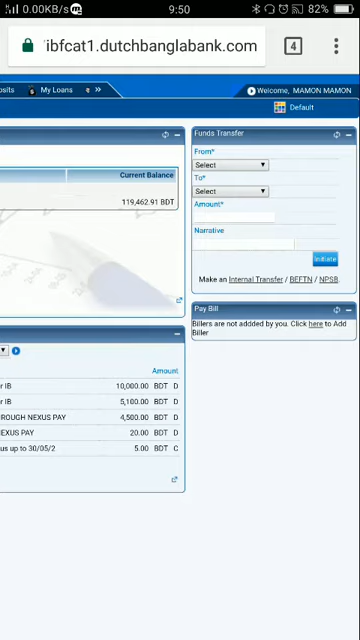 0.00KB/s 9:50 82%
'ibfcat1.dutchbanglabank.com 4
osits My Loans » Welcome, MAMON MAMON
Default
Funds Transfer
From*
Select
To*
Select
Amount*
Narrative
Initiate
Make an Internal Transfer / BEFTN / NPSB.
Current Balance
119,462.91 BDT
Pay Bill
Billers are not addded by you. Click here to Add
Biller
Amount
r IB 10,000.00 BDT D
r IB 5,100.00 BDT D
ROUGH NEXUS PAY 4,500.00 BDT D
NEXUS PAY 20.00 BDT D
us up to 30/05/2 5.00 BDT C